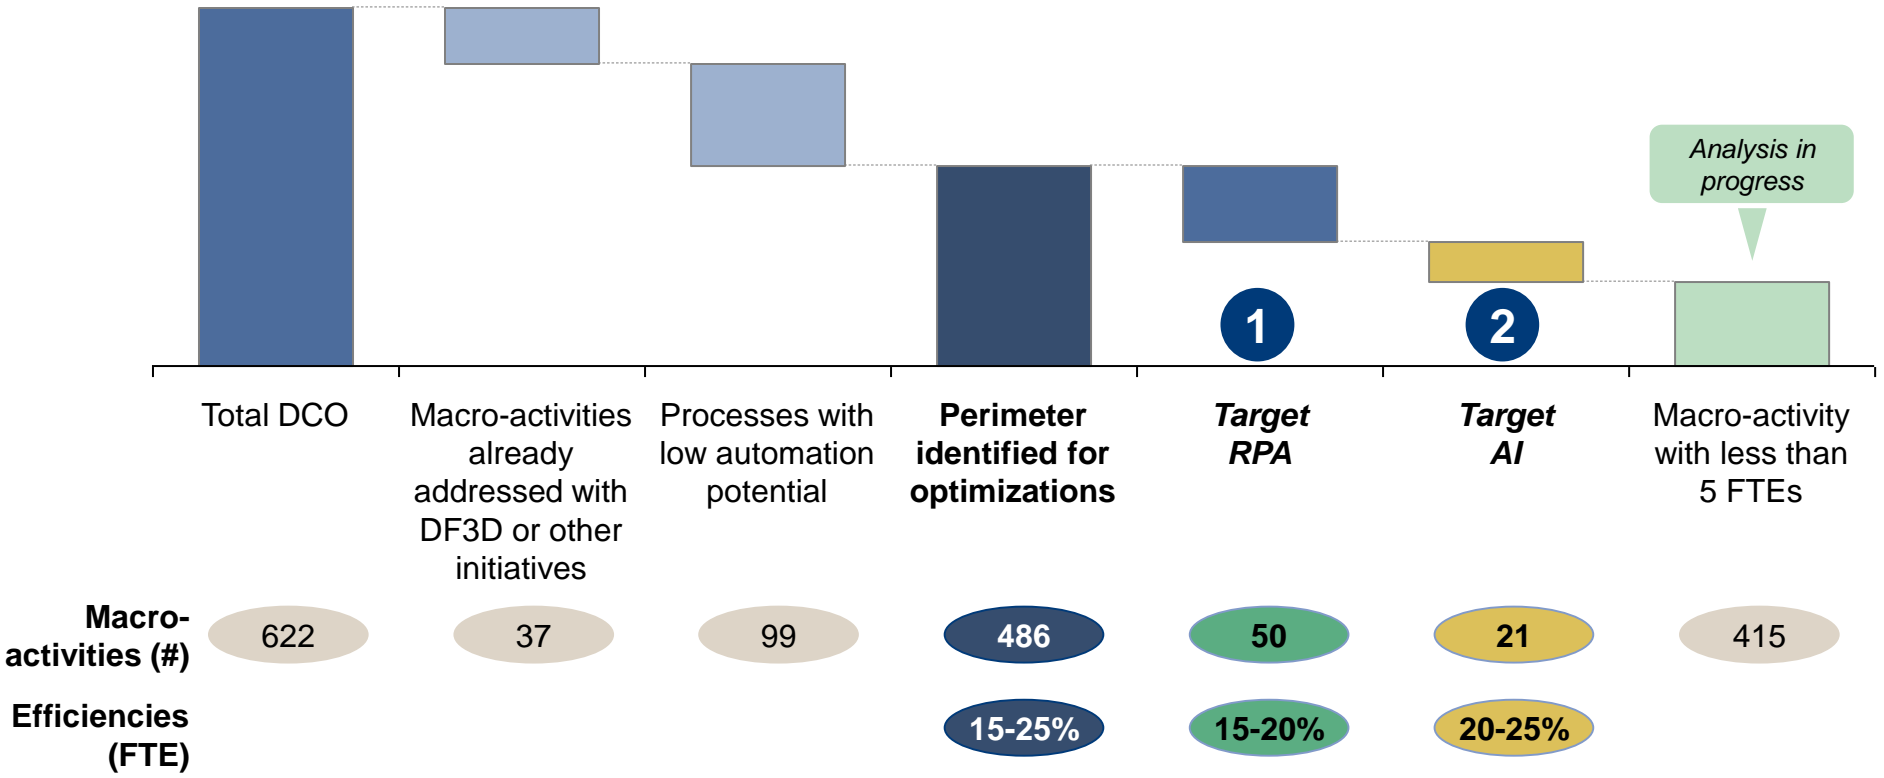 Analysis in
progress
1
2
Total DCO
Macro-activities
already
addressed with
DF3D or other
initiatives
Processes with
low automation
potential
Perimeter
identified for
optimizations
Target
RPA
Target
AI
Macro-activity
with less than
5 FTEs
Macro-
activities (#)
622
37
99
486
50
21
415
Efficiencies
(FTE)
15-25%
15-20%
20-25%